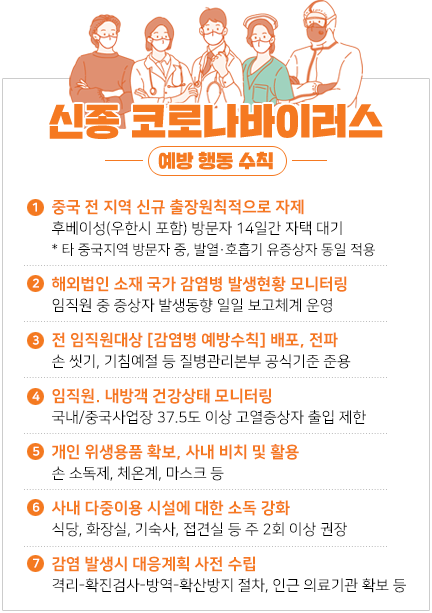 신종 코로나바이러스
예방 행동 수칙
1 중국 전 지역 신규 출장원칙적으로 자제
후베이성(우한시 포함) 방문자 14일간 자택 대기
* 타 중국지역 방문자 중, 발열·호흡기 유증상자 동일 적용
2 해외법인 소재 국가 감염병 발생현황 모니터링
임직원 중 증상자 발생동향 일일 보고체계 운영
3 전 임직원대상 [감염병 예방수칙] 배포, 전파
손 씻기, 기침예절 등 질병관리본부 공식기준 준용
4 임직원. 내방객 건강상태 모니터링
국내/중국사업장 37.5도 이상 고열증상자 출입 제한
5 개인 위생용품 확보, 사내 비치 및 활용
손 소독제, 체온계, 마스크 등
6 사내 다중이용 시설에 대한 소독 강화
식당, 화장실, 기숙사, 접견실 등 주 2회 이상 권장
7 감염 발생시 대응계획 사전 수립
격리-확진검사-방역-확산방지 절차, 인근 의료기관 확보 등